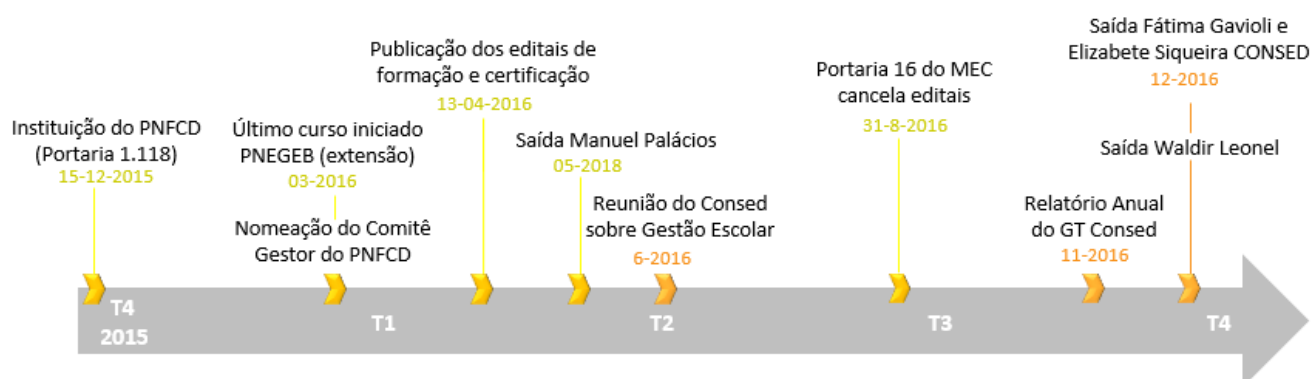 Instituição do PNFCD
(Portaria 1.118)
15-12-2015
Último curso iniciado
PNEGEB (extensão)
03-2016
Nomeação do Comitê
Gestor do PNFCD
Publicação dos editais de
formação e certificação
13-04-2016
Saída Manuel Palácios
05-2018
Reunião do Consed
sobre Gestão Escolar
6-2016
Portaria 16 do MEC
cancela editais
31-8-2016
Relatório Anual
do GT Consed
11-2016
Saída Fátima Gavioli e
Elizabete Siqueira CONSED
12-2016
Saída Waldir Leonel
T4
2015
T1
T2
T3
T4